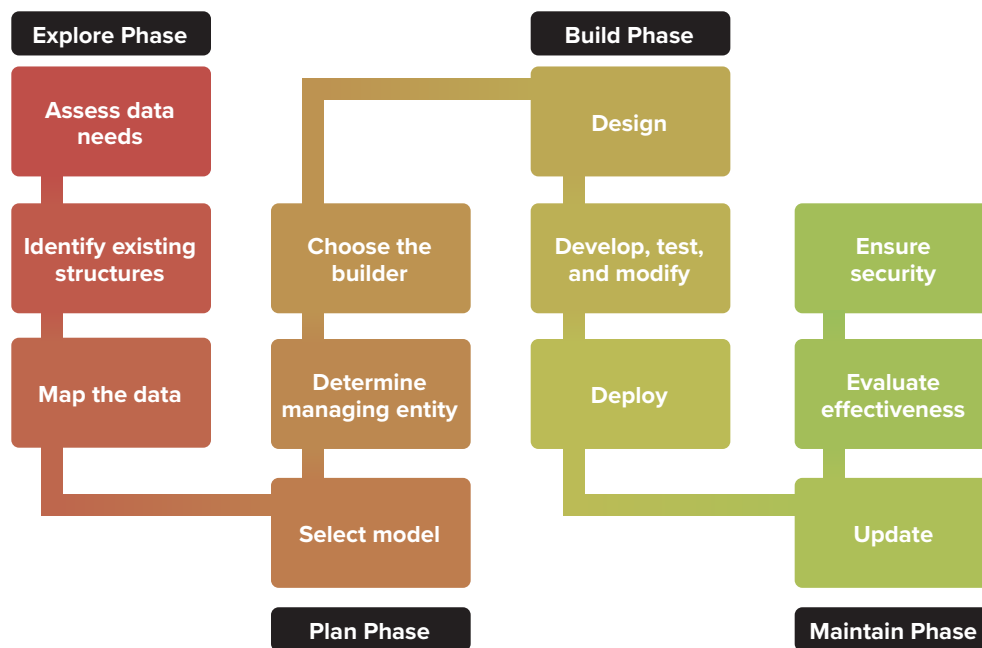 Explore Phase
Assess data
needs
Identify existing
structures
Map the data
Select model
Determine
managing entity
Choose the
builder
Plan Phase
Build Phase
Design
Develop, test,
and modify
Deploy
Update
Evaluate
effectiveness
Ensure
security
Maintain Phase